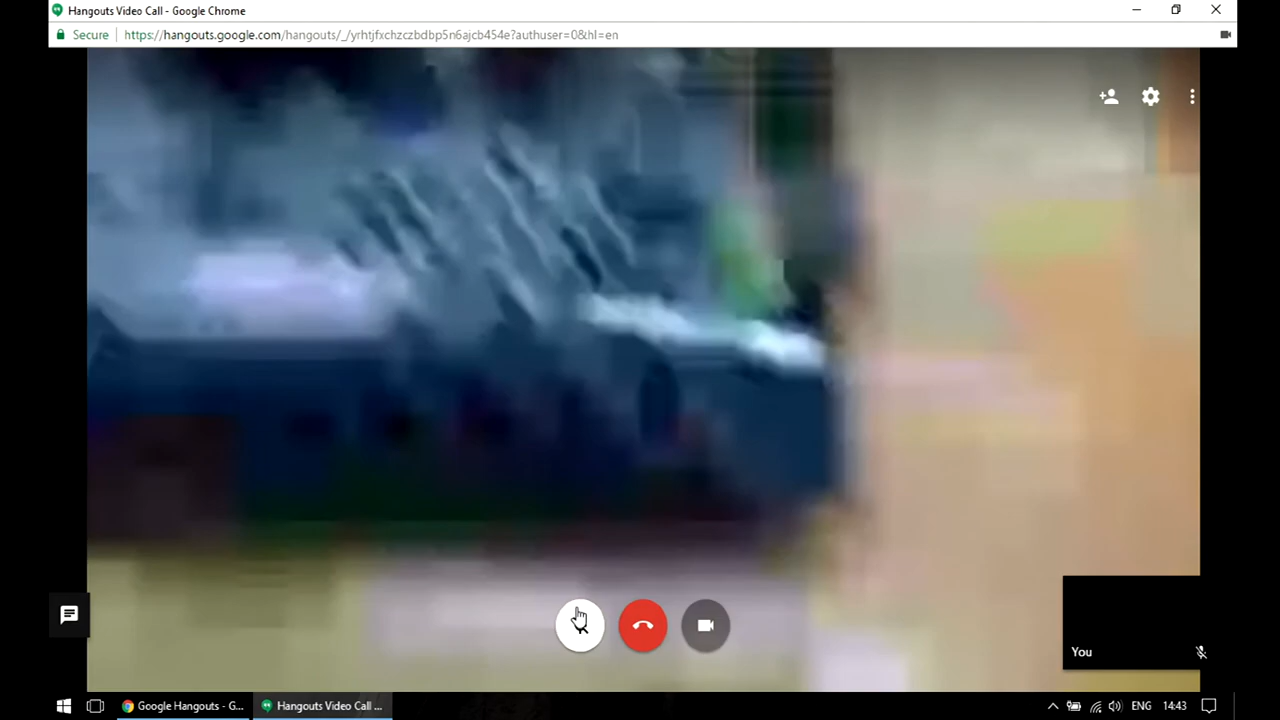 Hangouts Video Call - Google Chrome
Secure https://hangouts.google.com/hangouts/_/yrhtjfxchzczbdbp5n6ajcb454e?authuser=0&hl=en
You
Google Hangouts - G...
Hangouts Video Call ...
ENG
14:43